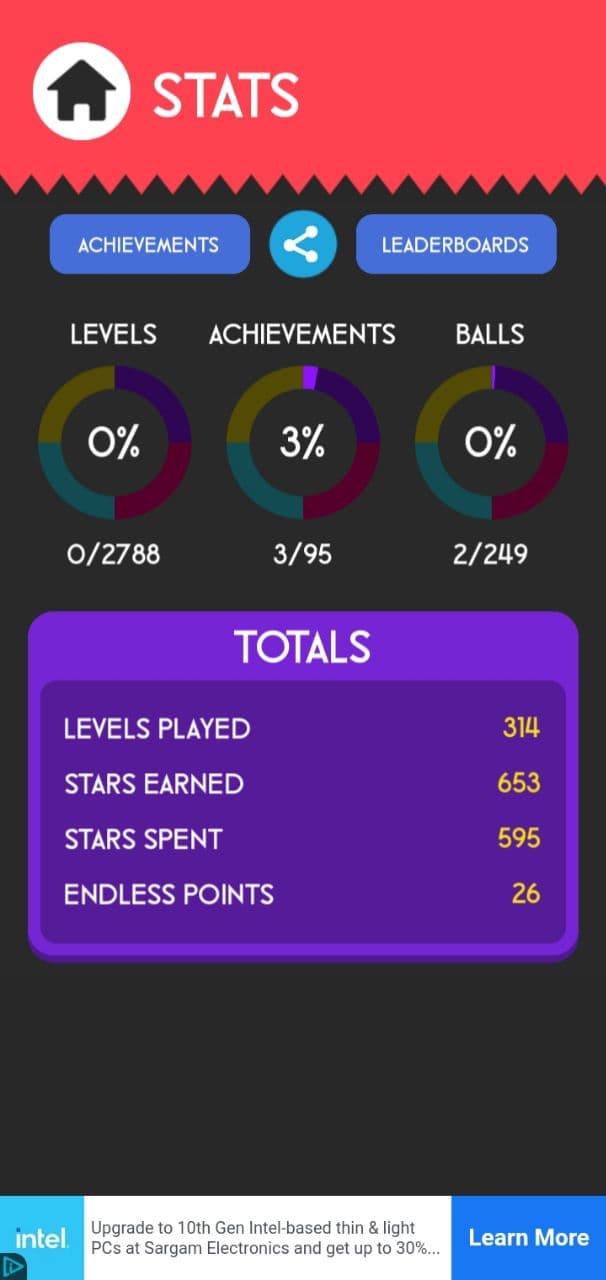 STATS
ACHIEVEMENTS
LEADERBOARDS
LEVELS ACHIEVEMENTS BALLS
0% 3% 0%
0/2788 3/95 2/249
TOTALS
LEVELS PLAYED 314
STARS EARNED 653
STARS SPENT 595
ENDLESS POINTS 26
intel.
Upgrade to 10th Gen Intel-based thin & light
PCs at Sargam Electronics and get up to 30%...
Learn More